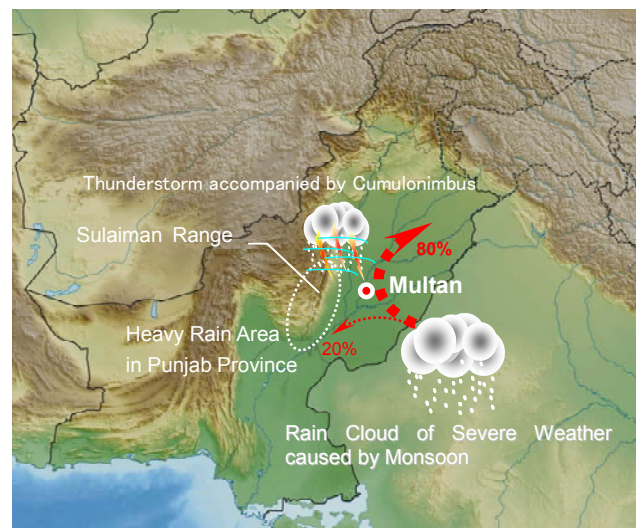 Thunderstorm accompanied by Cumulonimbus
Sulaiman Range
80%
Multan
Heavy Rain Area
in Punjab Province
20%
Rain Cloud of Severe Weather
caused by Monsoon